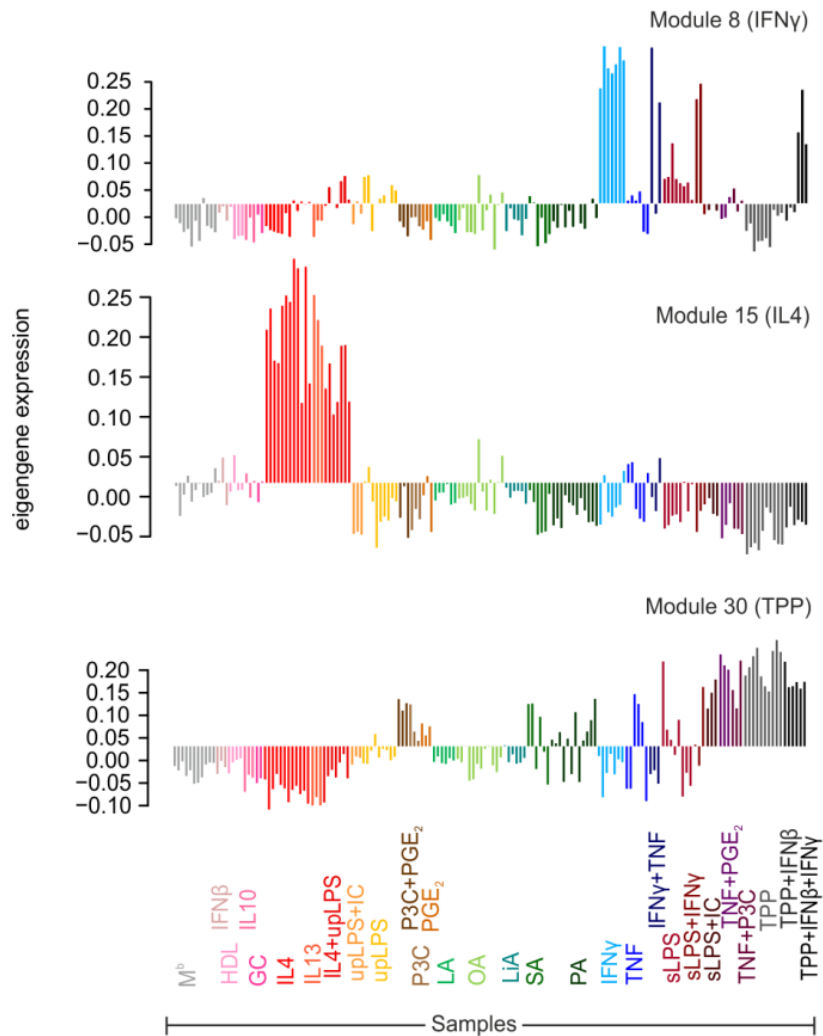 Module 8 (IFNγ)
0.25
0.20
0.15
0.10
0.05
0.00
−0.05
Module 15 (IL4)
0.25
0.20
0.15
0.10
0.05
0.00
−0.05
eigengene expression
Module 30 (TPP)
0.20
0.15
0.10
0.05
0.00
−0.05
−0.10
Mᵇ
IFNβ
HDL
IL10
GC
IL4
IL13
IL4+upLPS
upLPS+IC
upLPS
P3C+PGE₂
P3C
PGE₂
LA
OA
LiA
SA
PA
IFNγ
TNF
IFNγ+TNF
sLPS
sLPS+IFNγ
sLPS+IC
TNF+PGE₂
TNF+P3C
TPP
TPP+IFNβ
TPP+IFNβ+IFNγ
Samples